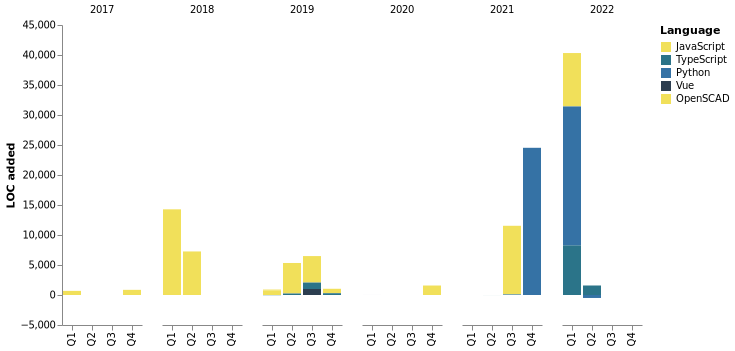 2017 2018 2019 2020 2021 2022
45,000
40,000
35,000
30,000
25,000
20,000
15,000
10,000
5,000
0
−5,000
LOC added
Q1 Q2 Q3 Q4 Q1 Q2 Q3 Q4 Q1 Q2 Q3 Q4 Q1 Q2 Q3 Q4 Q1 Q2 Q3 Q4 Q1 Q2 Q3 Q4
Language
JavaScript
TypeScript
Python
Vue
OpenSCAD